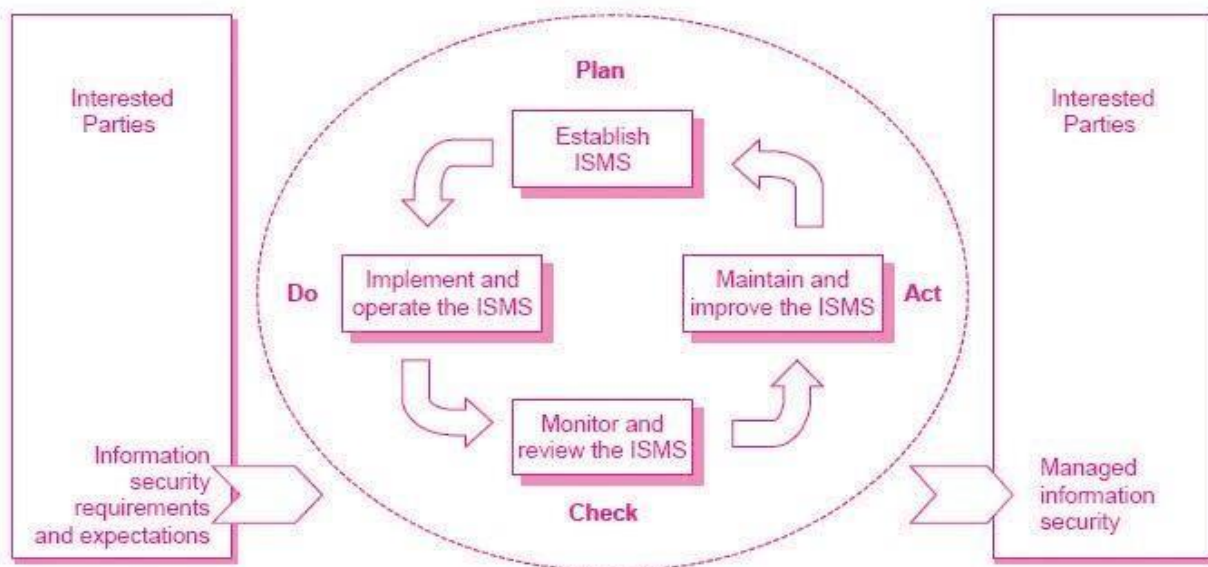 Interested
Parties
Information
security
requirements
and expectations
Plan
Establish
ISMS
Do
Implement and
operate the ISMS
Maintain and
improve the ISMS
Act
Monitor and
review the ISMS
Check
Interested
Parties
Managed
information
security